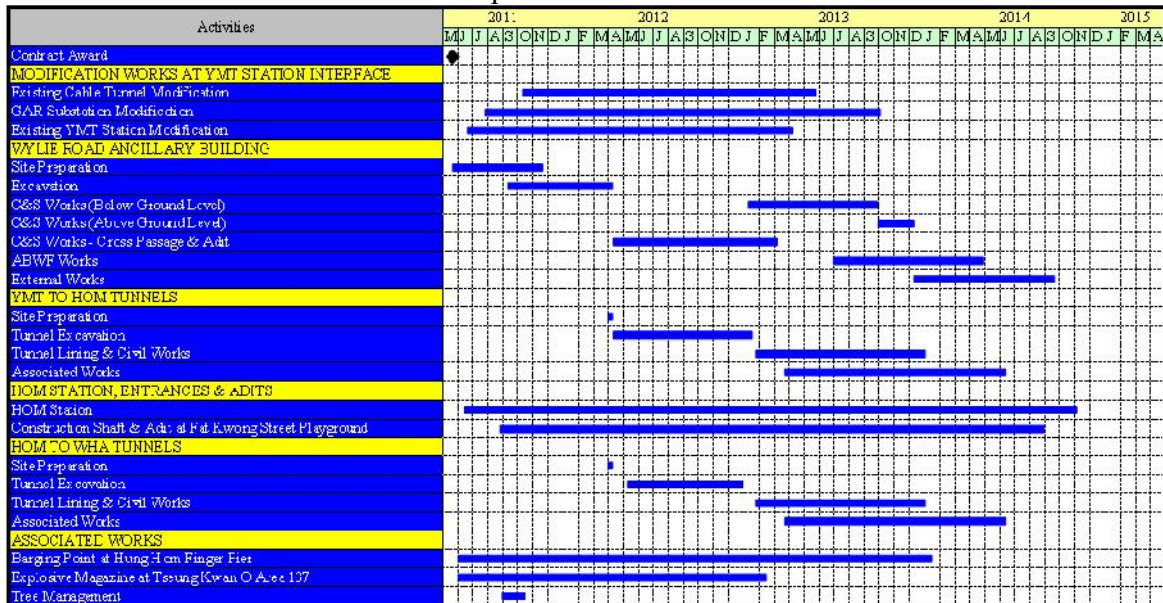 Activities
2011 2012 2013 2014 2015
M J J A S O N D J F M A M J J A S O N D J F M A M J J A S O N D J F M A M J J A S O N D J F M A
Contract Award
MODIFICATION WORKS AT YMT STATION INTERFACE
Existing Cable Tunnel Modification
GAR Substation Modification
Existing YMT Station Modification
WYLIE ROAD ANCILLARY BUILDING
Site Preparation
Excavation
C&S Works (Below Ground Level)
C&S Works (Above Ground Level)
C&S Works - Cross Passage & Adit
ABWF Works
External Works
YMT TO HOM TUNNELS
Site Preparation
Tunnel Excavation
Tunnel Lining & Civil Works
Associated Works
HOM STATION, ENTRANCES & ADITS
HOM Station
Construction Shaft & Adit at Fat Kwong Street Playground
HOM TO WHA TUNNELS
Site Preparation
Tunnel Excavation
Tunnel Lining & Civil Works
Associated Works
ASSOCIATED WORKS
Barging Point at Hung Hom Finger Pier
Explosive Magazine at Tseung Kwan O Area 137
Tree Management